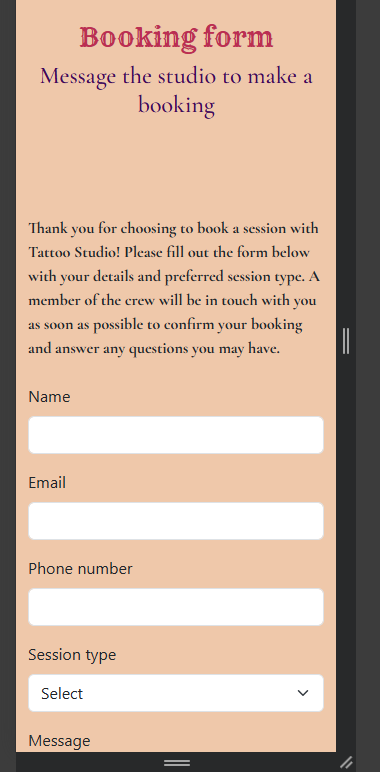 Booking form
Message the studio to make a
booking
Thank you for choosing to book a session with
Tattoo Studio! Please fill out the form below
with your details and preferred session type. A
member of the crew will be in touch with you
as soon as possible to confirm your booking
and answer any questions you may have.
Name
Email
Phone number
Session type
Select
Message